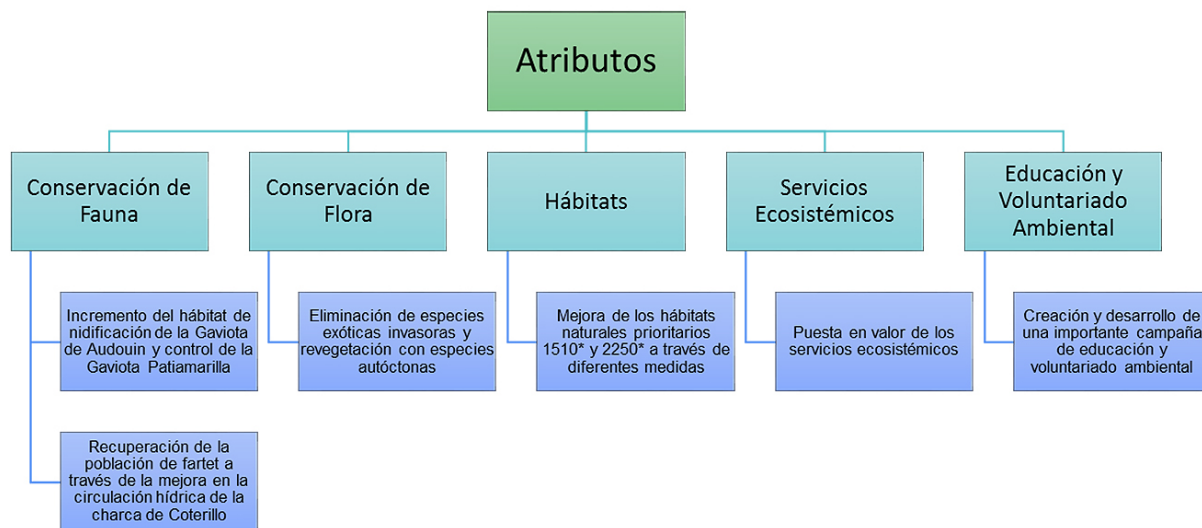 Atributos
Conservación de
Fauna
Conservación de
Flora
Hábitats
Servicios
Ecosistémicos
Educación y
Voluntariado
Ambiental
Incremento del hábitat de
nidificación de la Gaviota
de Audouin y control de la
Gaviota Patiamarilla
Eliminación de especies
exóticas invasoras y
revegetación con especies
autóctonas
Mejora de los hábitats
naturales prioritarios
1510* y 2250* a través de
diferentes medidas
Puesta en valor de los
servicios ecosistémicos
Creación y desarrollo de
una importante campaña
de educación y
voluntariado ambiental
Recuperación de la
población de fartet a
través de la mejora en la
circulación hídrica de la
charca de Coterillo